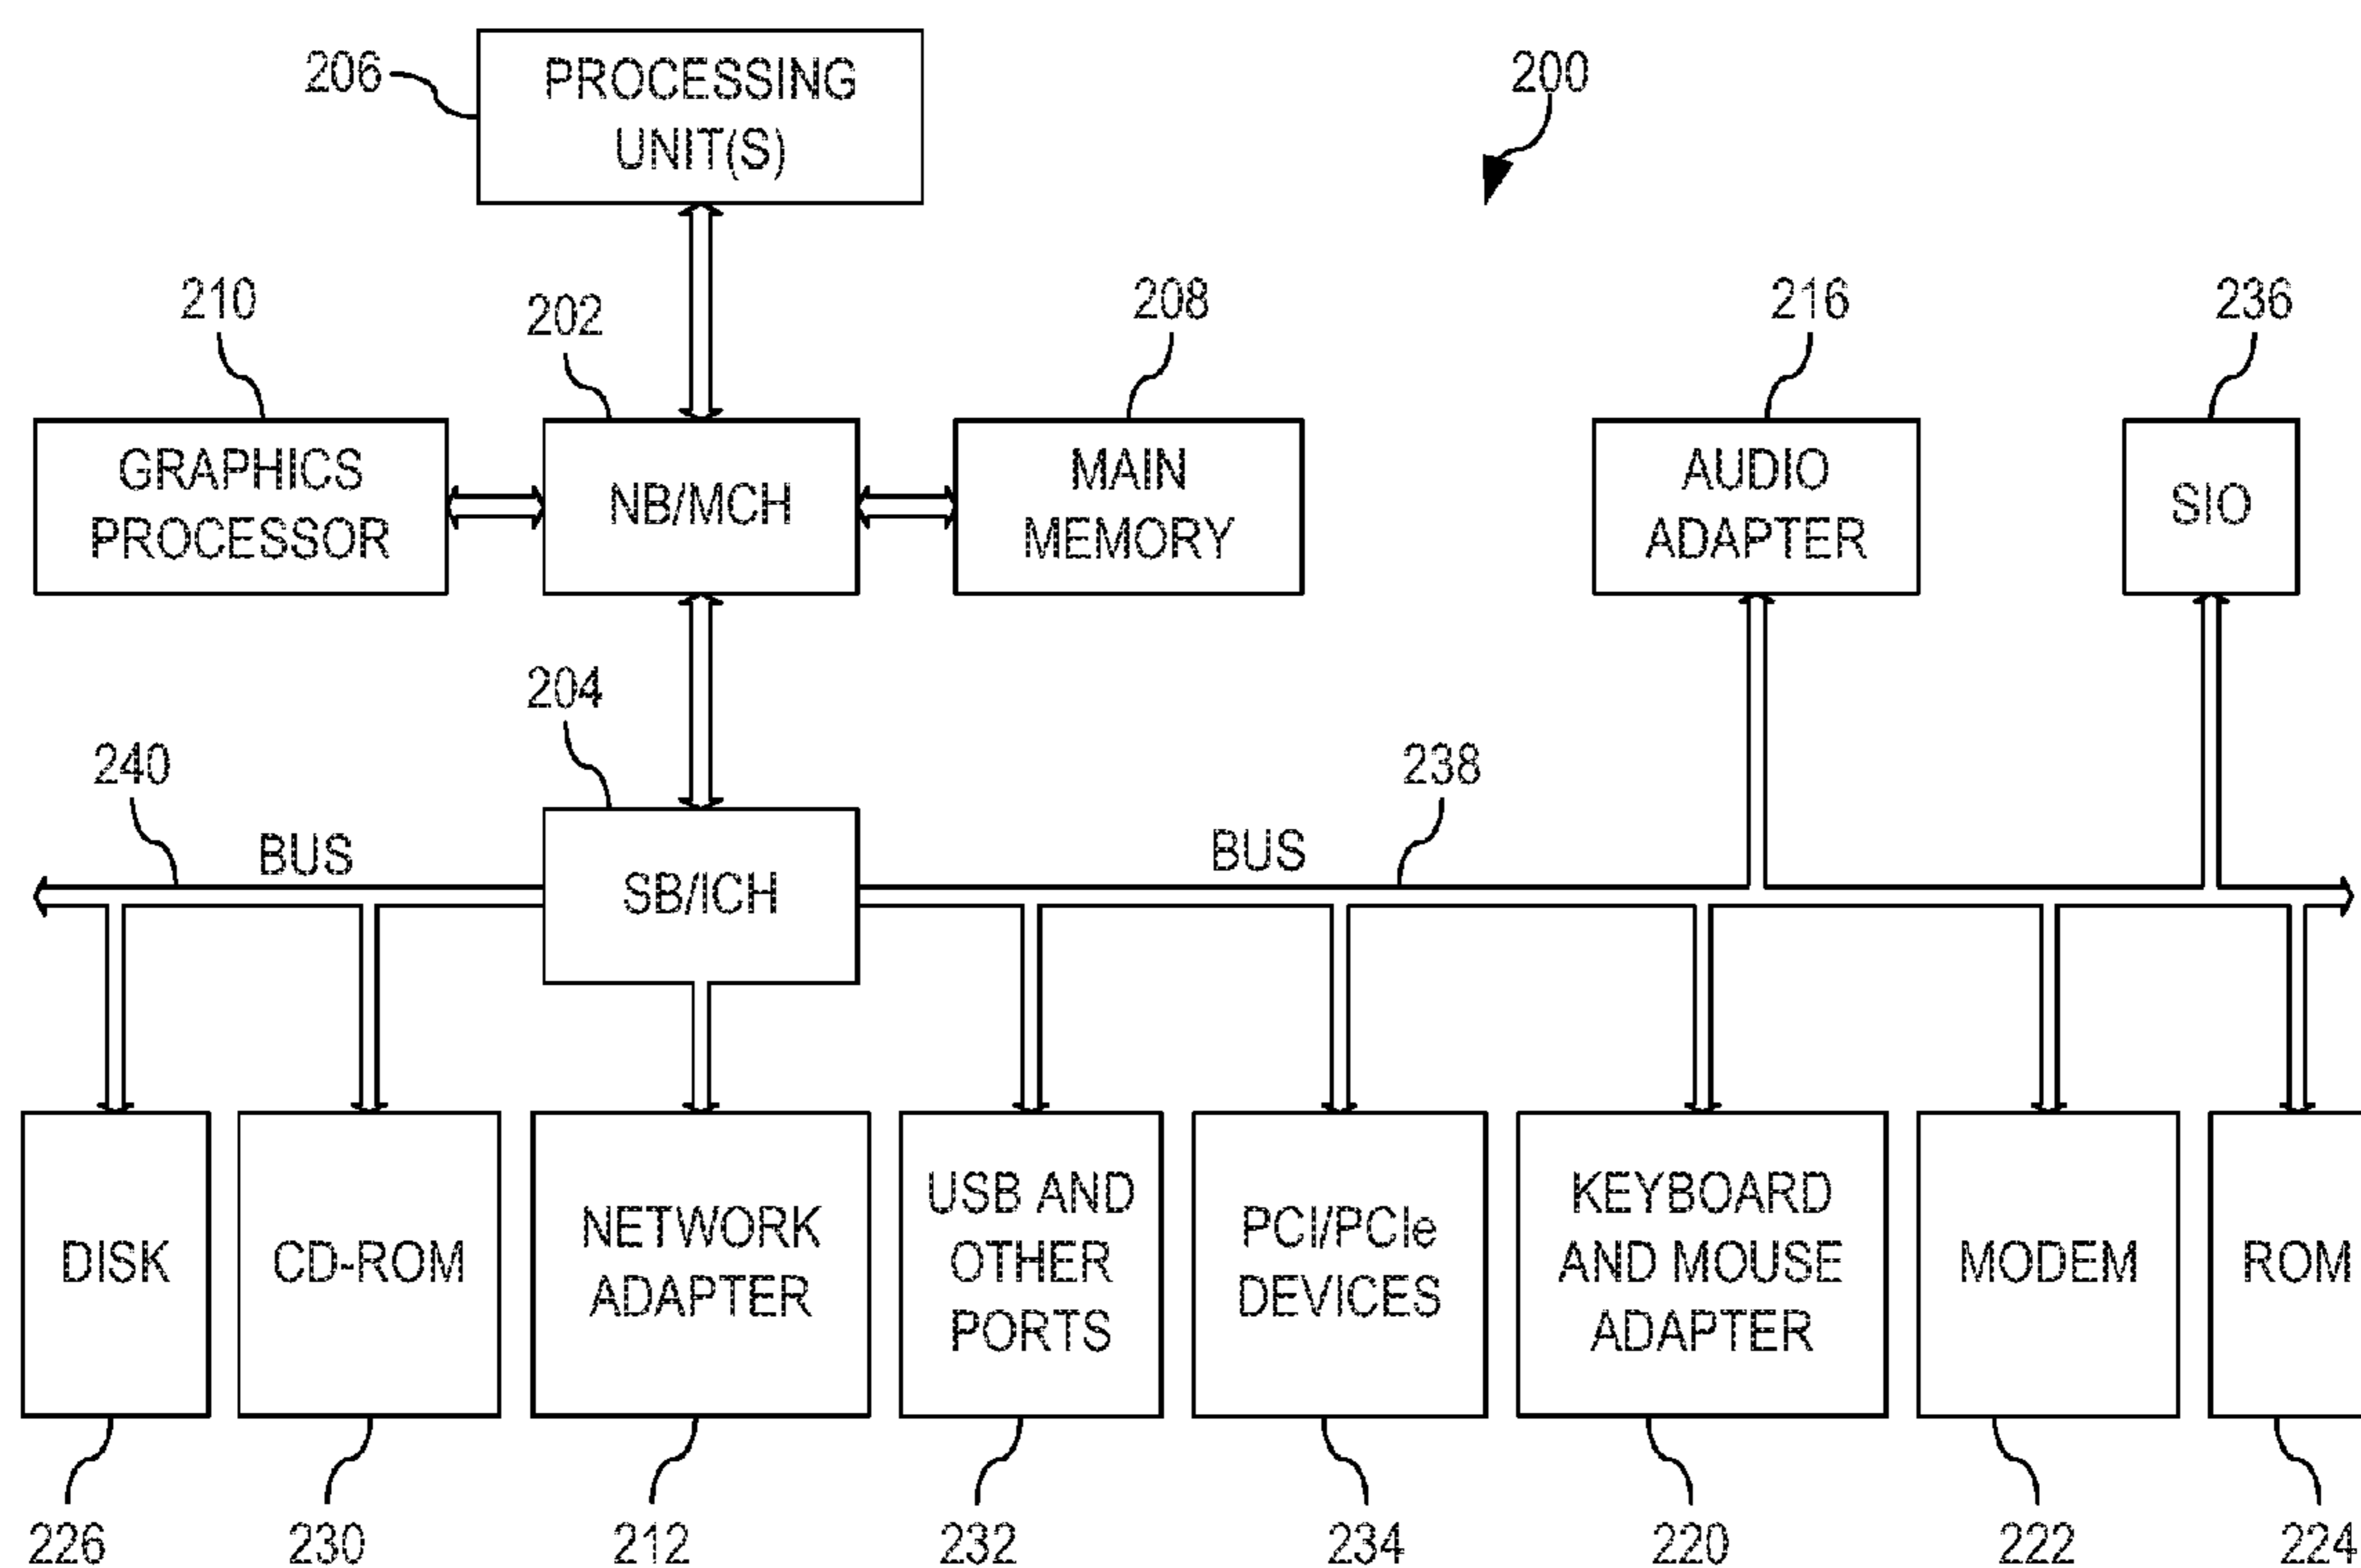 206
PROCESSING
UNIT(S)
200
210
202
208
216
236
GRAPHICS
PROCESSOR
NB/MCH
MAIN
MEMORY
AUDIO
ADAPTER
SIO
204
240
BUS
238
BUS
SB/ICH
DISK
CD-ROM
NETWORK
ADAPTER
USB AND
OTHER
PORTS
PCI/PCIe
DEVICES
KEYBOARD
AND MOUSE
ADAPTER
MODEM
ROM
226
230
212
232
234
220
222
224